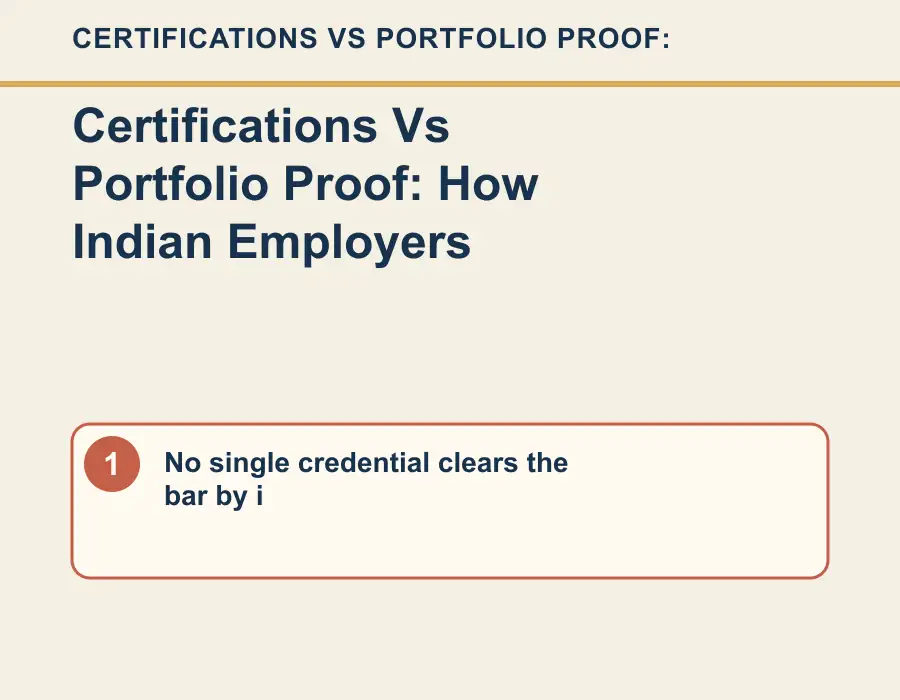 CERTIFICATIONS VS PORTFOLIO PROOF:
Certifications Vs
Portfolio Proof: How
Indian Employers
1
No single credential clears the
bar by i